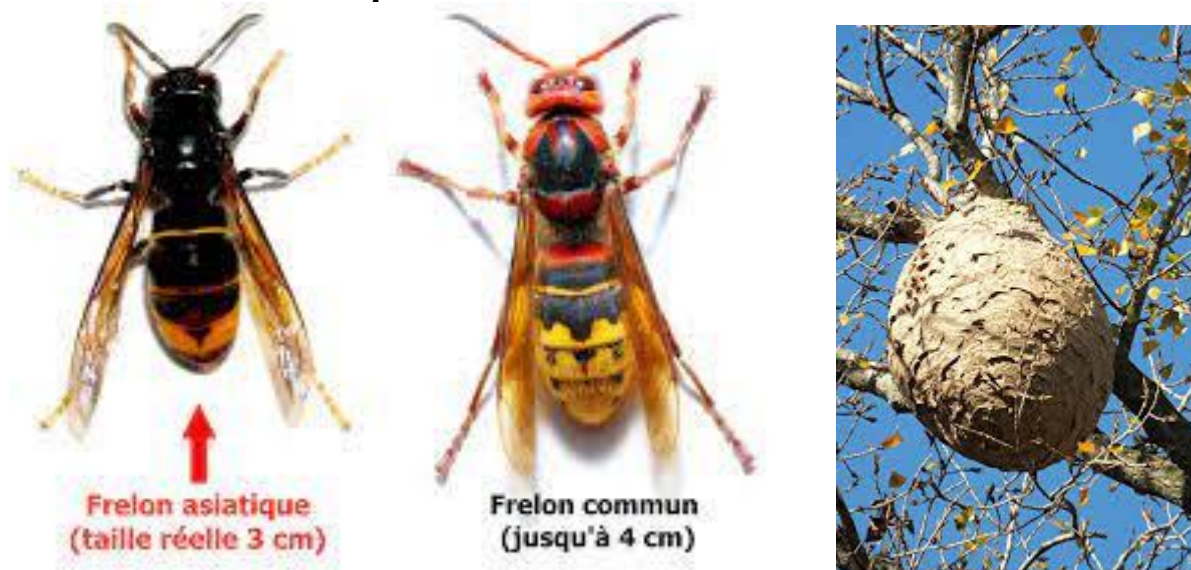 Frelon asiatique
(taille réelle 3 cm)
Frelon commun
(jusqu'à 4 cm)